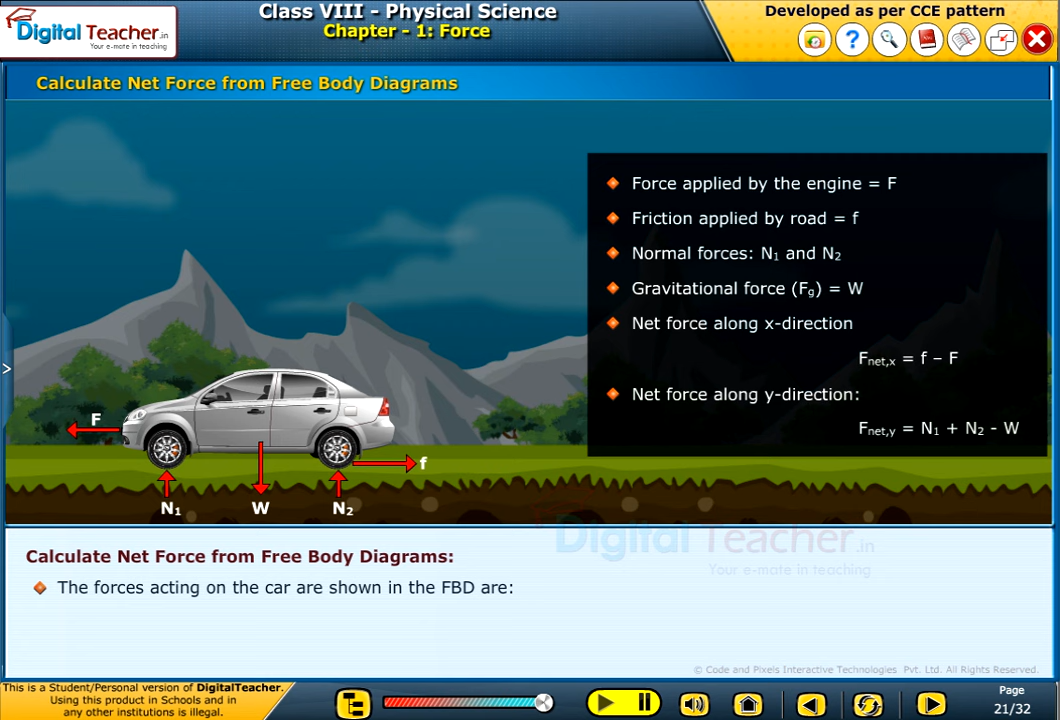 Digital Teacher.in
Your e-mate in teaching
Class VIII - Physical Science
Chapter - 1: Force
Developed as per CCE pattern
?
Calculate Net Force from Free Body Diagrams
Force applied by the engine = F
Friction applied by road = f
Normal forces: N₁ and N₂
Gravitational force (Fg) = W
Net force along x-direction
Fnet,x = f – F
Net force along y-direction:
Fnet,y = N₁ + N₂ - W
>
F
f
N₁
W
N₂
Digital Teacher.in
Your e-mate in teaching
Calculate Net Force from Free Body Diagrams:
The forces acting on the car are shown in the FBD are:
© Code and Pixels Interactive Technologies. Pvt. Ltd. All Rights Reserved.
This is a Student/Personal version of DigitalTeacher.
Using this product in Schools and in
any other institutions is illegal.
Page
21/32